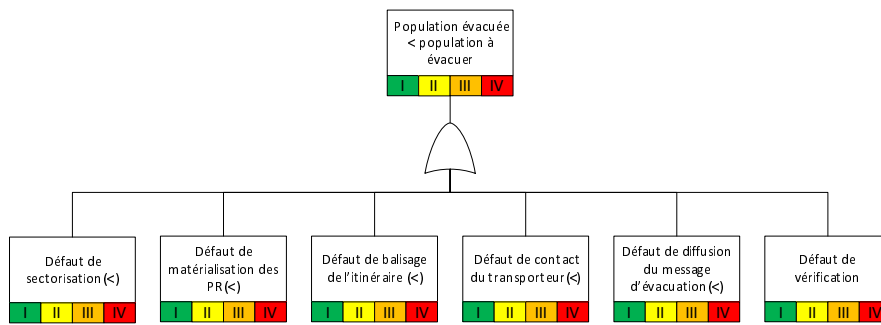 Population évacuée
< population à
évacuer
I II III IV
Défaut de
sectorisation (<)
I II III IV
Défaut de
matérialisation des
PR (<)
I II III IV
Défaut de balisage
de l'itinéraire (<)
I II III IV
Défaut de contact
du transporteur (<)
I II III IV
Défaut de diffusion
du message
d'évacuation (<)
I II III IV
Défaut de
vérification
I II III IV